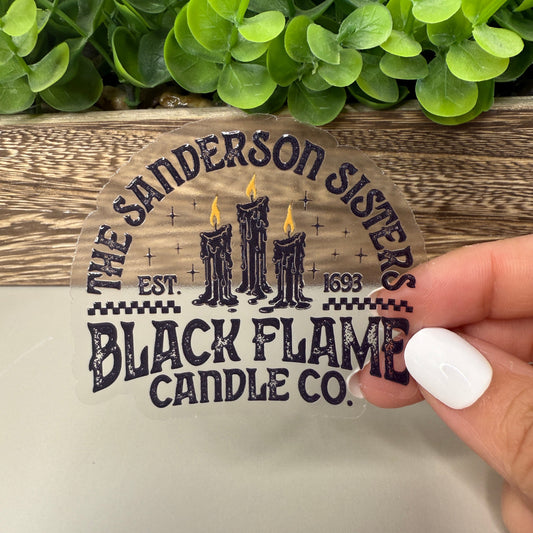 THE SANDERSON SISTERS
EST. 1693
BLACK FLAME
CANDLE CO.